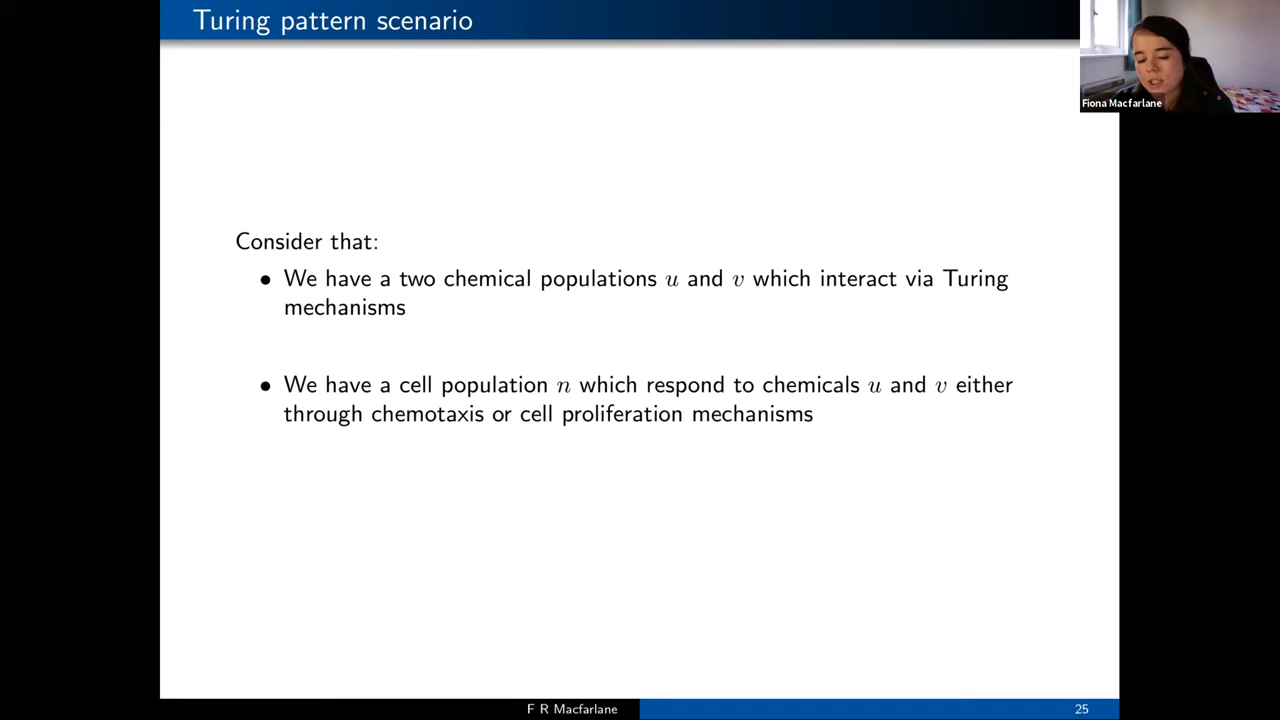 Turing pattern scenario
Fiona Macfarlane
Consider that:
• We have a two chemical populations u and v which interact via Turing
mechanisms
• We have a cell population n which respond to chemicals u and v either
through chemotaxis or cell proliferation mechanisms
F R Macfarlane
25